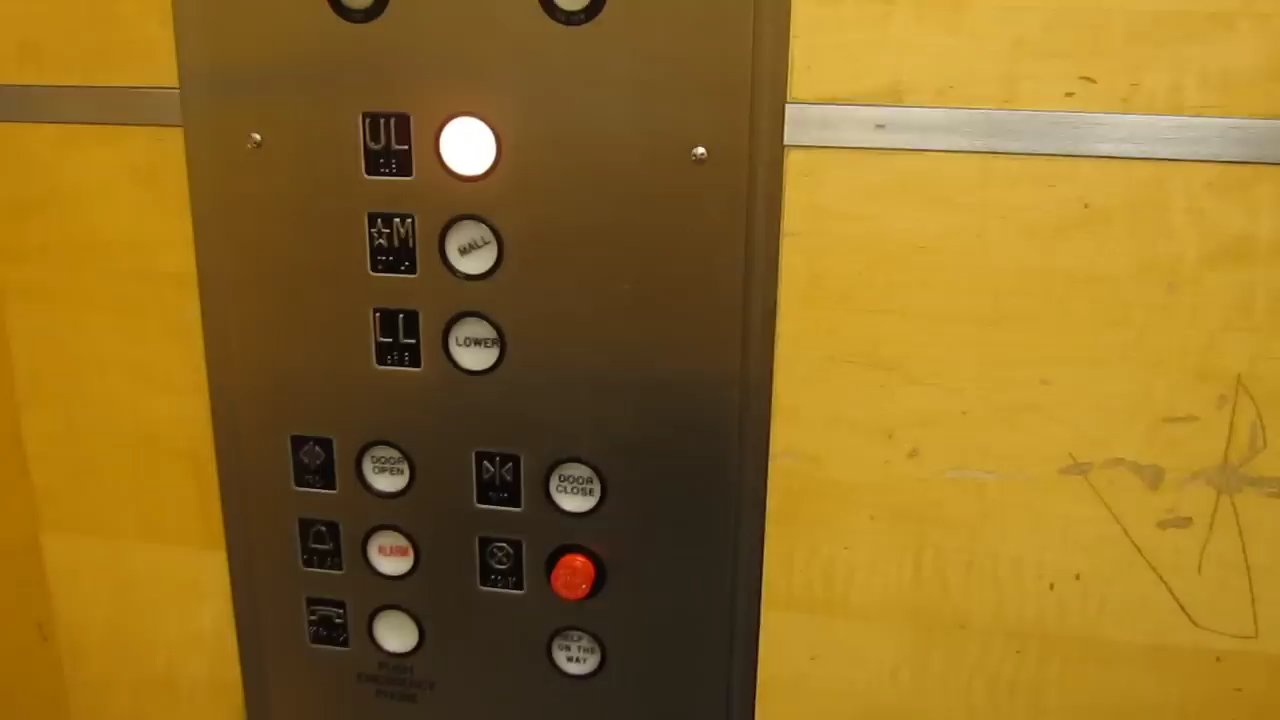 UL
☆M
MALL
LL
LOWER
DOOR
OPEN
DOOR
CLOSE
ALARM
HELP
ON THE
WAY
PUSH
EMERGENCY
PHONE